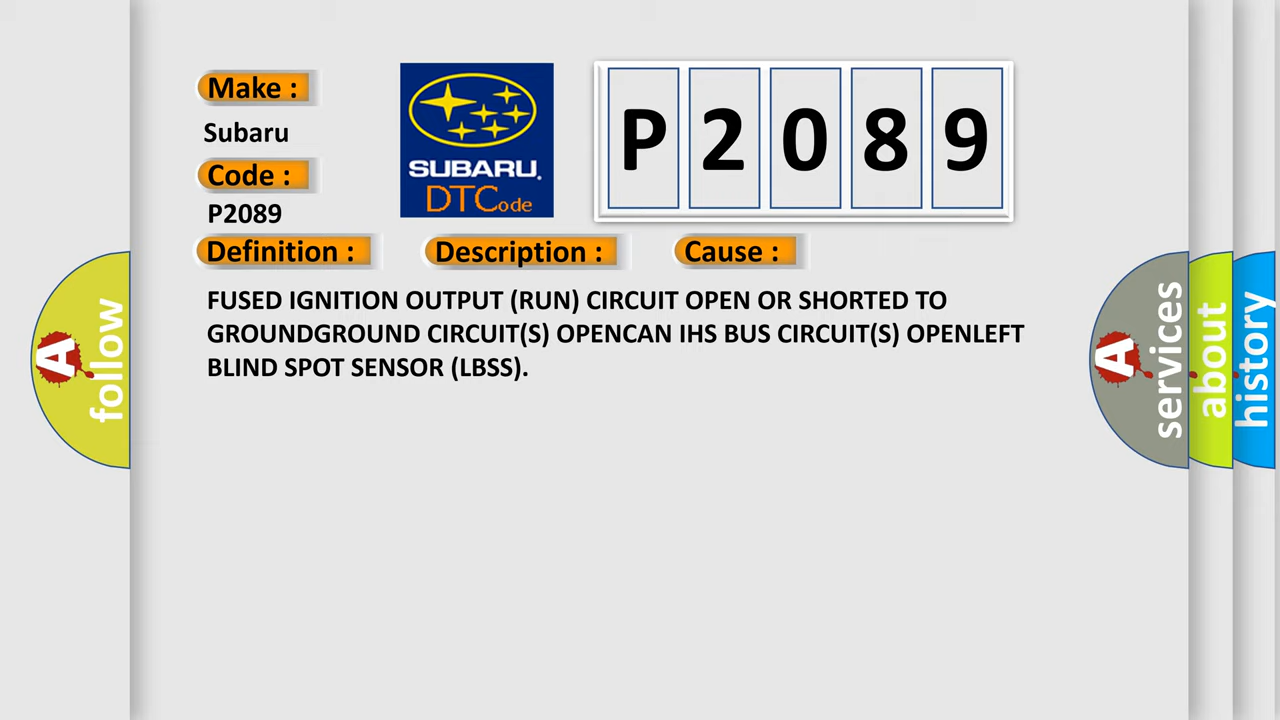 Make :
Subaru
Code :
P2089
SUBARU.
DTCode
P 2 0 8 9
Definition :
Description :
Cause :
FUSED IGNITION OUTPUT (RUN) CIRCUIT OPEN OR SHORTED TO
GROUNDGROUND CIRCUIT(S) OPENCAN IHS BUS CIRCUIT(S) OPENLEFT
BLIND SPOT SENSOR (LBSS).
A follow
A services
about
history